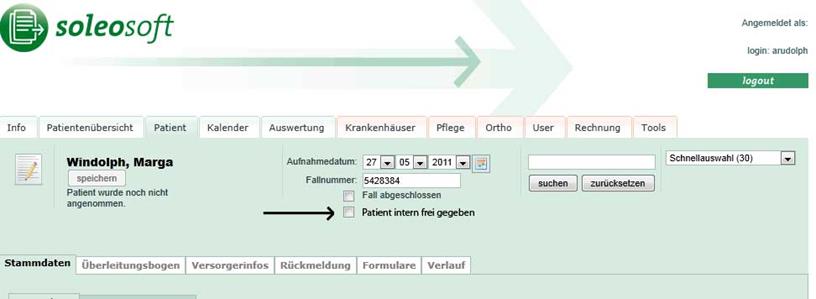 soleosoft
Angemeldet als:
login: arudolph
logout
Info Patientenübersicht Patient Kalender Auswertung Krankenhäuser Pflege Ortho User Rechnung Tools
Windolph, Marga
speichern
Patient wurde noch nicht
angenommen.
Aufnahmedatum: 27 05 2011
Fallnummer: 5428384
Fall abgeschlossen
Patient intern frei gegeben
suchen zurücksetzen
Schnellauswahl (30)
Stammdaten Überleitungsbogen Versorgerinfos Rückmeldung Formulare Verlauf